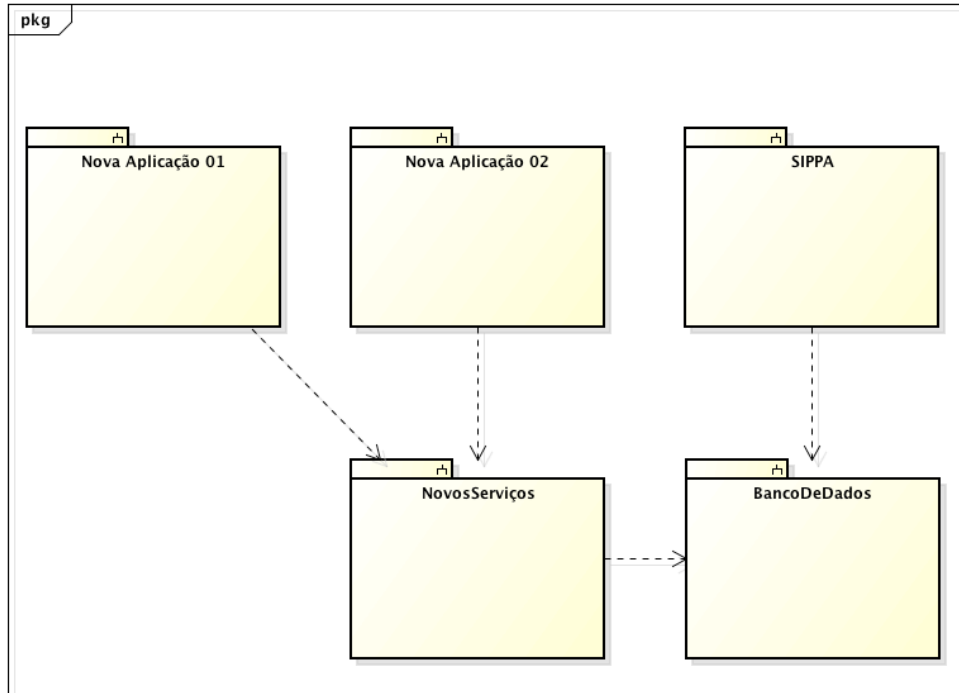 pkg
Nova Aplicação 01
Nova Aplicação 02
SIPPA
NovosServiços
BancoDeDados